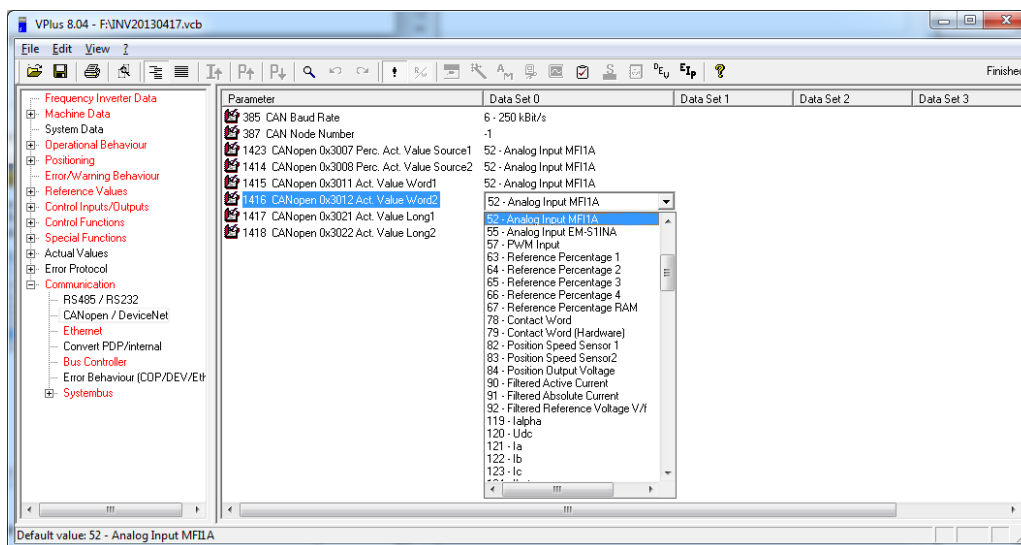 VPlus 8.04 - F:\INV20130417.vcb
File Edit View ?
Finished
Frequency Inverter Data
Machine Data
System Data
Operational Behaviour
Positioning
Error/Warning Behaviour
Reference Values
Control Inputs/Outputs
Control Functions
Special Functions
Actual Values
Error Protocol
Communication
RS485 / RS232
CANopen / DeviceNet
Ethernet
Convert PDP/internal
Bus Controller
Error Behaviour (COP/DEV/Eth
Systembus
Parameter Data Set 0 Data Set 1 Data Set 2 Data Set 3
385 CAN Baud Rate 6 - 250 kBit/s
387 CAN Node Number -1
1423 CANopen 0x3007 Perc. Act. Value Source1 52 - Analog Input MFI1A
1414 CANopen 0x3008 Perc. Act. Value Source2 52 - Analog Input MFI1A
1415 CANopen 0x3011 Act. Value Word1 52 - Analog Input MFI1A
1416 CANopen 0x3012 Act. Value Word2 52 - Analog Input MFI1A
1417 CANopen 0x3021 Act. Value Long1
1418 CANopen 0x3022 Act. Value Long2
52 - Analog Input MFI1A
55 - Analog Input EM-S1INA
57 - PWM Input
63 - Reference Percentage 1
64 - Reference Percentage 2
65 - Reference Percentage 3
66 - Reference Percentage 4
67 - Reference Percentage RAM
78 - Contact Word
79 - Contact Word (Hardware)
82 - Position Speed Sensor 1
83 - Position Speed Sensor2
84 - Position Output Voltage
90 - Filtered Active Current
91 - Filtered Absolute Current
92 - Filtered Reference Voltage V/f
119 - Ialpha
120 - Udc
121 - Ia
122 - Ib
123 - Ic
Default value: 52 - Analog Input MFI1A